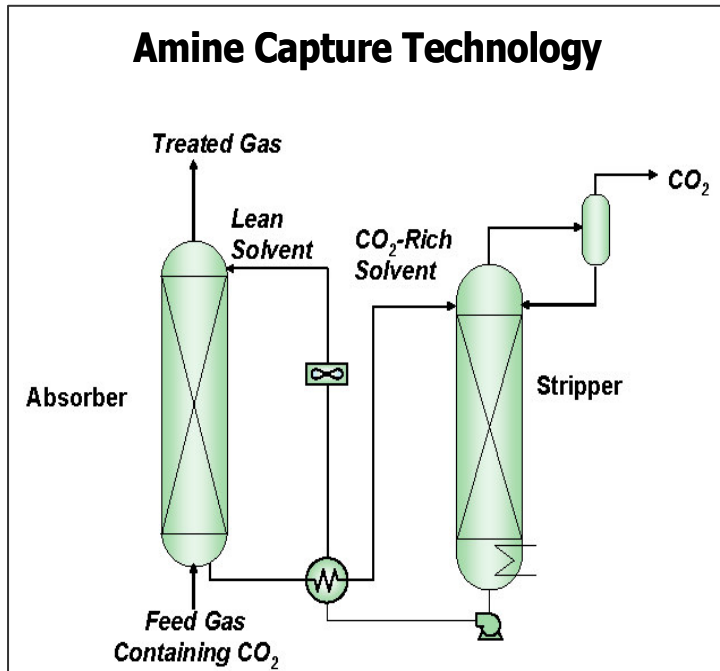 Amine Capture Technology
Treated Gas
Lean
Solvent
CO₂-Rich
Solvent
CO₂
Absorber
Stripper
Feed Gas
Containing CO₂